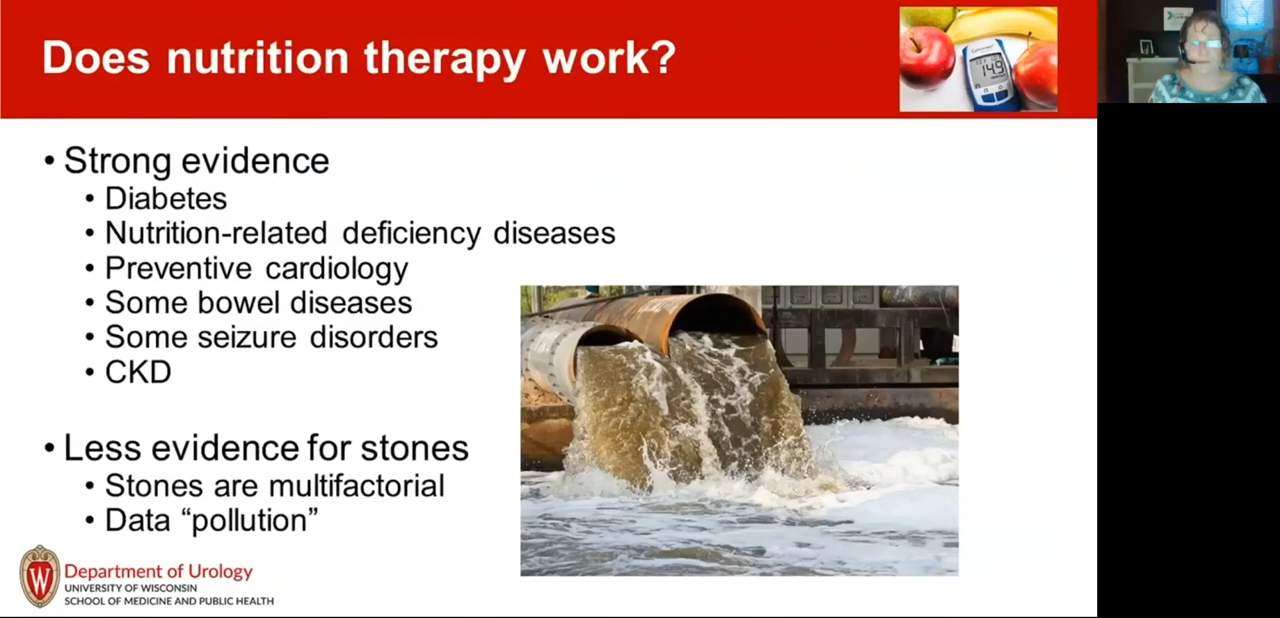 Does nutrition therapy work?
14.9
• Strong evidence
• Diabetes
• Nutrition-related deficiency diseases
• Preventive cardiology
• Some bowel diseases
• Some seizure disorders
• CKD
• Less evidence for stones
• Stones are multifactorial
• Data “pollution”
W
Department of Urology
UNIVERSITY OF WISCONSIN
SCHOOL OF MEDICINE AND PUBLIC HEALTH